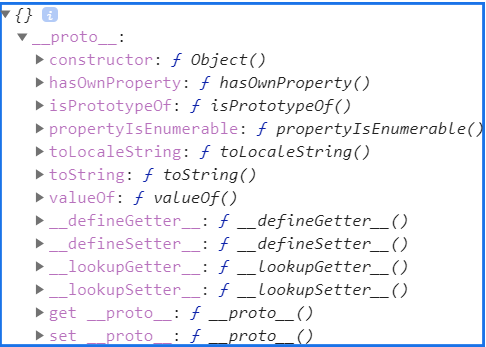 {} i
__proto__:
constructor: ƒ Object()
hasOwnProperty: ƒ hasOwnProperty()
isPrototypeOf: ƒ isPrototypeOf()
propertyIsEnumerable: ƒ propertyIsEnumerable()
toLocaleString: ƒ toLocaleString()
toString: ƒ toString()
valueOf: ƒ valueOf()
__defineGetter__: ƒ __defineGetter__()
__defineSetter__: ƒ __defineSetter__()
__lookupGetter__: ƒ __lookupGetter__()
__lookupSetter__: ƒ __lookupSetter__()
get __proto__: ƒ __proto__()
set __proto__: ƒ __proto__()